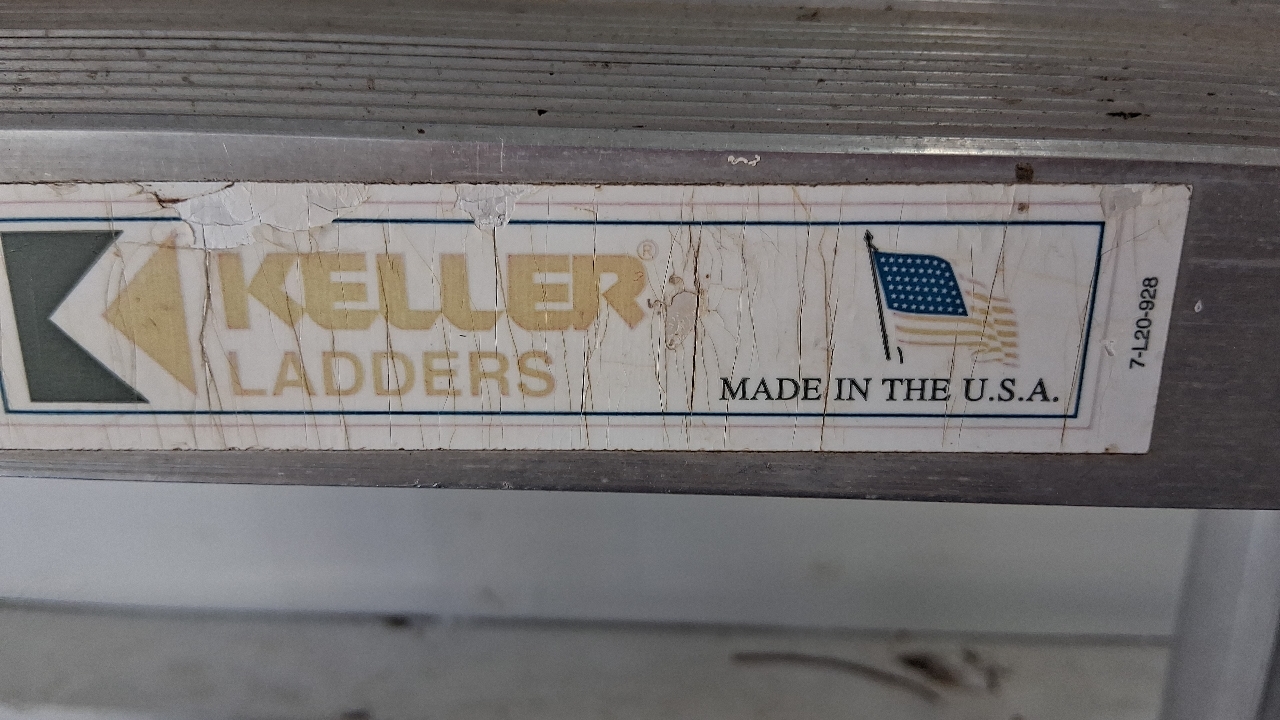 KELLER®
LADDERS
MADE IN THE U.S.A.
7-L20-928